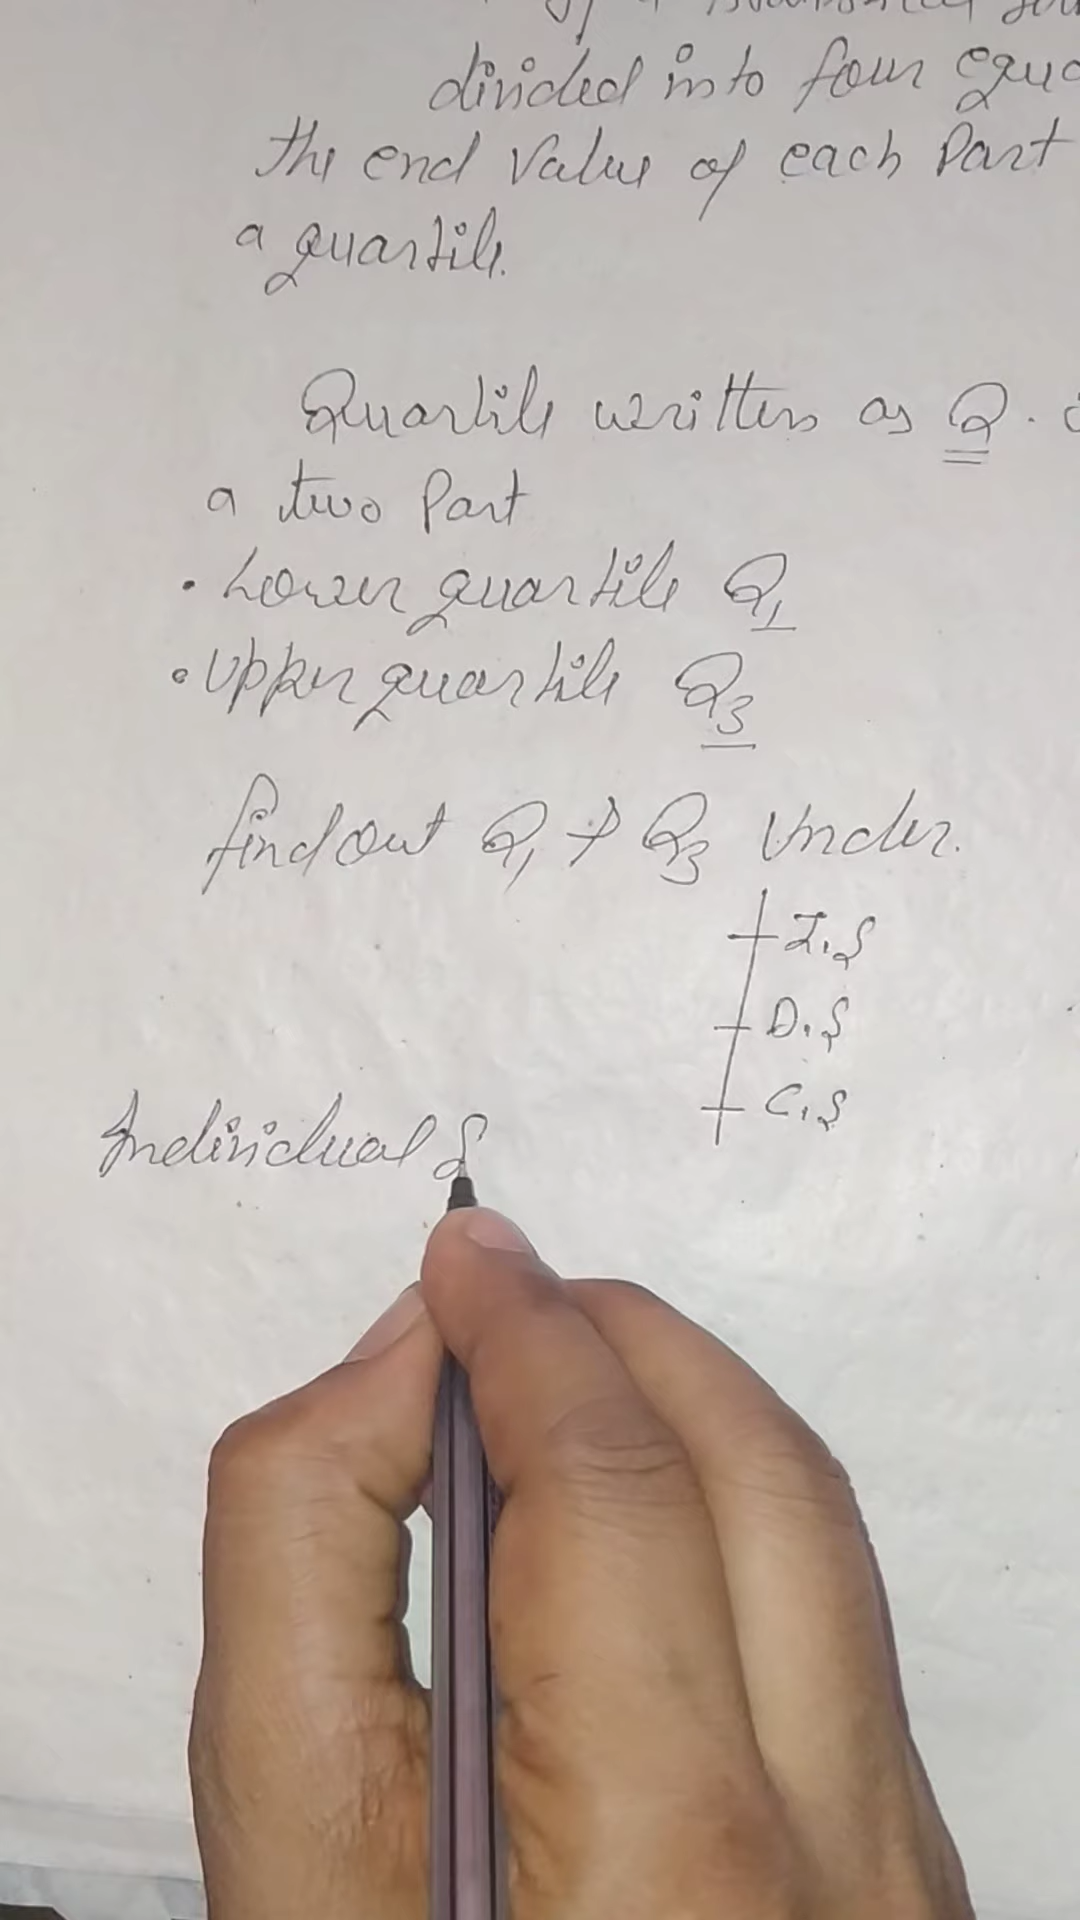 divided into four equa
the end Value of each Part
a quartile.
Quartile written as Q.
a two Part
• Lower quartile Q1
• Upper quartile Q3
find out Q1 & Q3 under.
I.S
D.S
C.S
Individual S